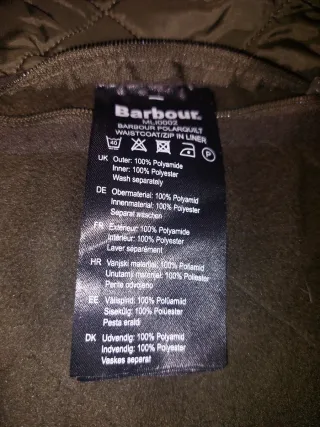 Barbour.
MLI0002
BARBOUR POLARQUILT
WAISTCOAT/ZIP IN LINER
40
P
UK Outer: 100% Polyamide
Inner: 100% Polyester
Wash separately
DE Obermaterial: 100% Polyamid
Innenmaterial: 100% Polyester
Separat waschen
FR Extérieur: 100% Polyamide
Intérieur: 100% Polyester
Laver séparément
HR Vanjski materijal: 100% Poliamid
Unutarnji materijal: 100% Poliester
Perite odvojeno
EE Välispind: 100% Polüamiid
Sisekülg: 100% Polüester
Pesta eraldi
DK Udvendig: 100% Polyamid
Indvendig: 100% Polyester
Vaskes separat